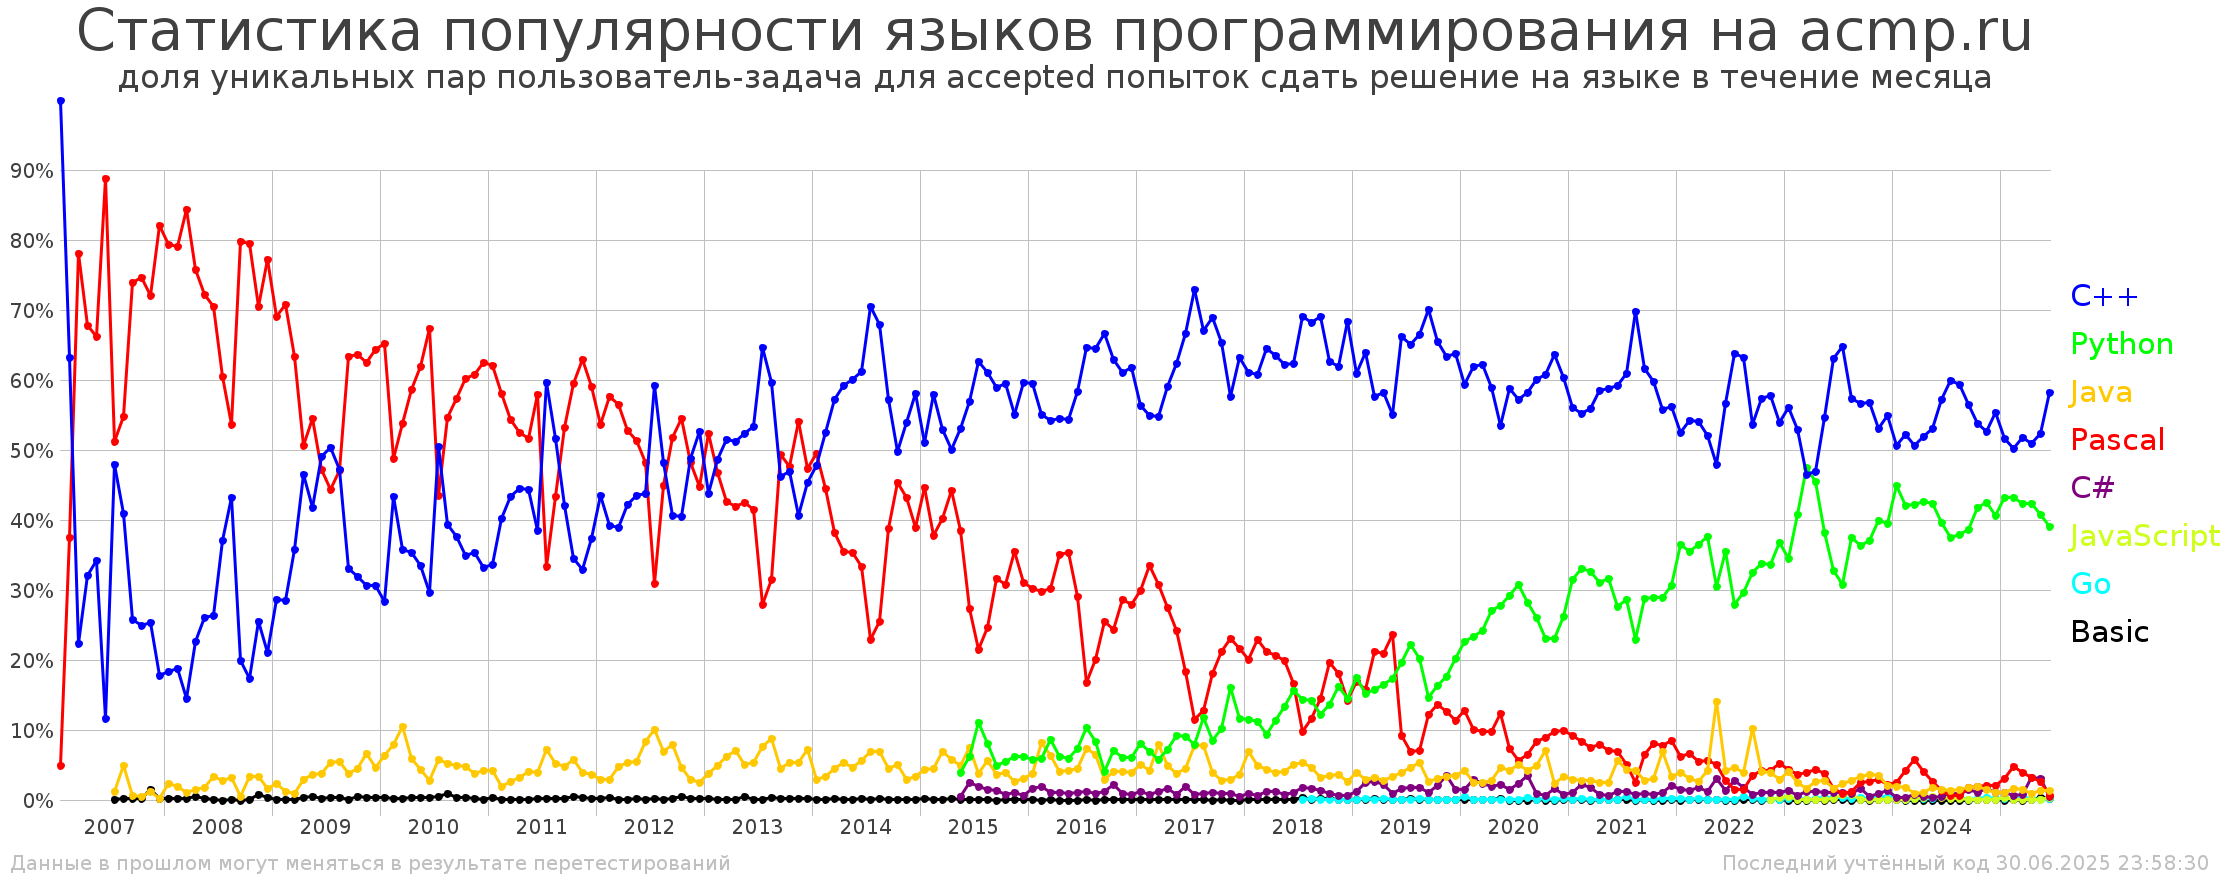 Статистика популярности языков программирования на acmp.ru
доля уникальных пар пользователь-задача для accepted попыток сдать решение на языке в течение месяца
90%
80%
70%
60%
50%
40%
30%
20%
10%
0%
2007 2008 2009 2010 2011 2012 2013 2014 2015 2016 2017 2018 2019 2020 2021 2022 2023 2024
C++
Python
Java
Pascal
C#
JavaScript
Go
Basic
Данные в прошлом могут меняться в результате перетестирований
Последний учтённый код 30.06.2025 23:58:30